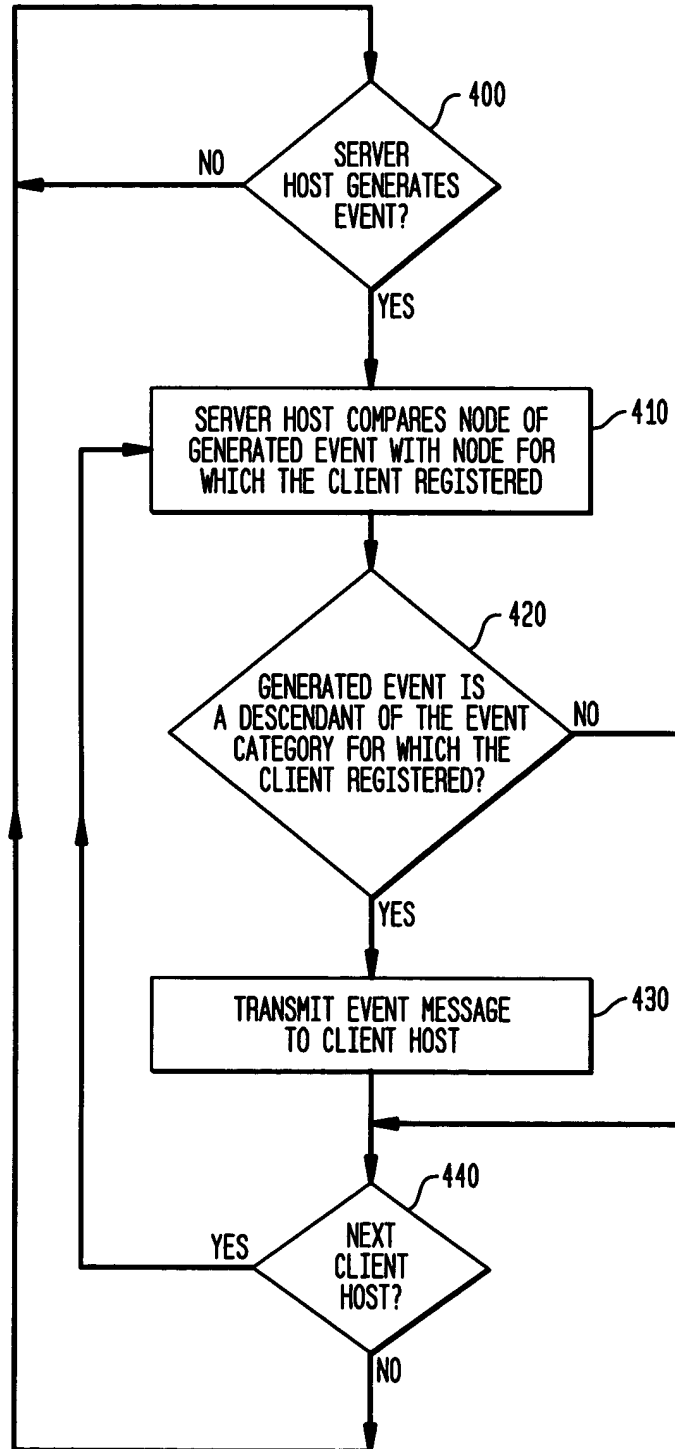 400
NO
SERVER
HOST GENERATES
EVENT?
YES
SERVER HOST COMPARES NODE OF
GENERATED EVENT WITH NODE FOR
WHICH THE CLIENT REGISTERED
410
420
GENERATED EVENT IS
A DESCENDANT OF THE EVENT
CATEGORY FOR WHICH THE
CLIENT REGISTERED?
NO
YES
TRANSMIT EVENT MESSAGE
TO CLIENT HOST
430
440
YES
NEXT
CLIENT
HOST?
NO